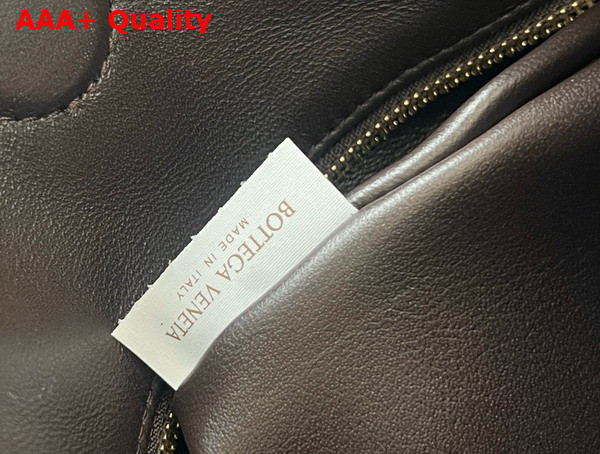 AAA+ Quality
BOTTEGA VENETA
MADE IN ITALY